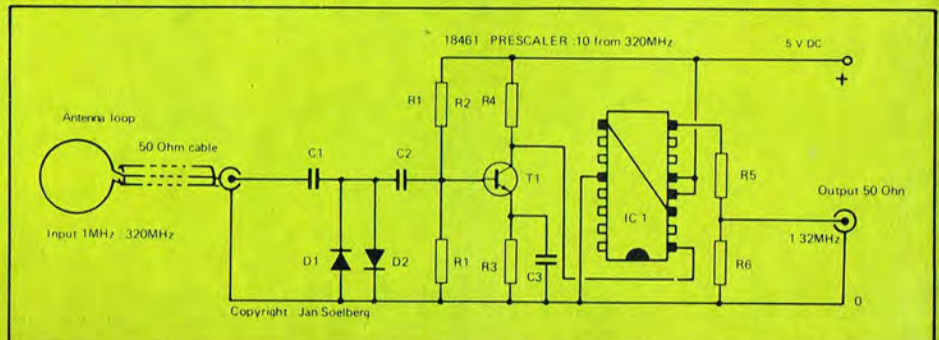 18461 PRESCALER :10 from 320MHz
5 V DC
+
R1
R2
R4
Antenna loop
50 Ohm cable
C1
C2
T1
R5
Output 50 Ohn
IC 1
Input 1MHz 320MHz
1 32MHz
D1
D2
R1
R3
C3
R6
0
Copyright Jan Soelberg